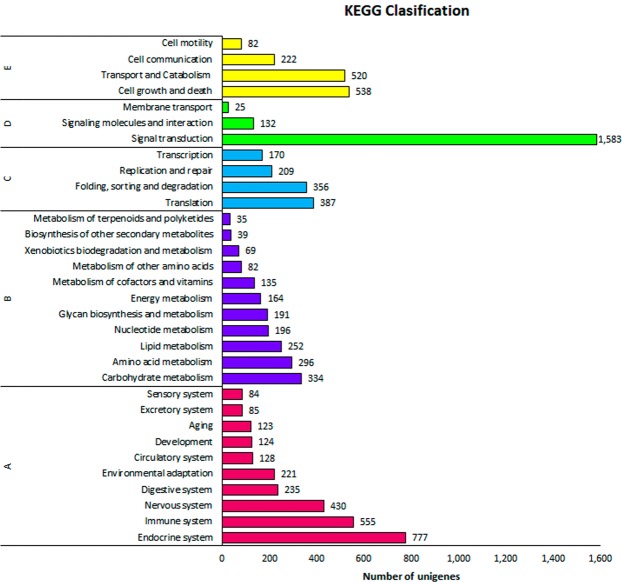 KEGG Clasification
E
Cell motility 82
Cell communication 222
Transport and Catabolism 520
Cell growth and death 538
D
Membrane transport 25
Signaling molecules and interaction 132
Signal transduction 1,583
C
Transcription 170
Replication and repair 209
Folding, sorting and degradation 356
Translation 387
B
Metabolism of terpenoids and polyketides 35
Biosynthesis of other secondary metabolites 39
Xenobiotics biodegradation and metabolism 69
Metabolism of other amino acids 82
Metabolism of cofactors and vitamins 135
Energy metabolism 164
Glycan biosynthesis and metabolism 191
Nucleotide metabolism 196
Lipid metabolism 252
Amino acid metabolism 296
Carbohydrate metabolism 334
A
Sensory system 84
Excretory system 85
Aging 123
Development 124
Circulatory system 128
Environmental adaptation 221
Digestive system 235
Nervous system 430
Immune system 555
Endocrine system 777
0 200 400 600 800 1,000 1,200 1,400 1,600
Number of unigenes